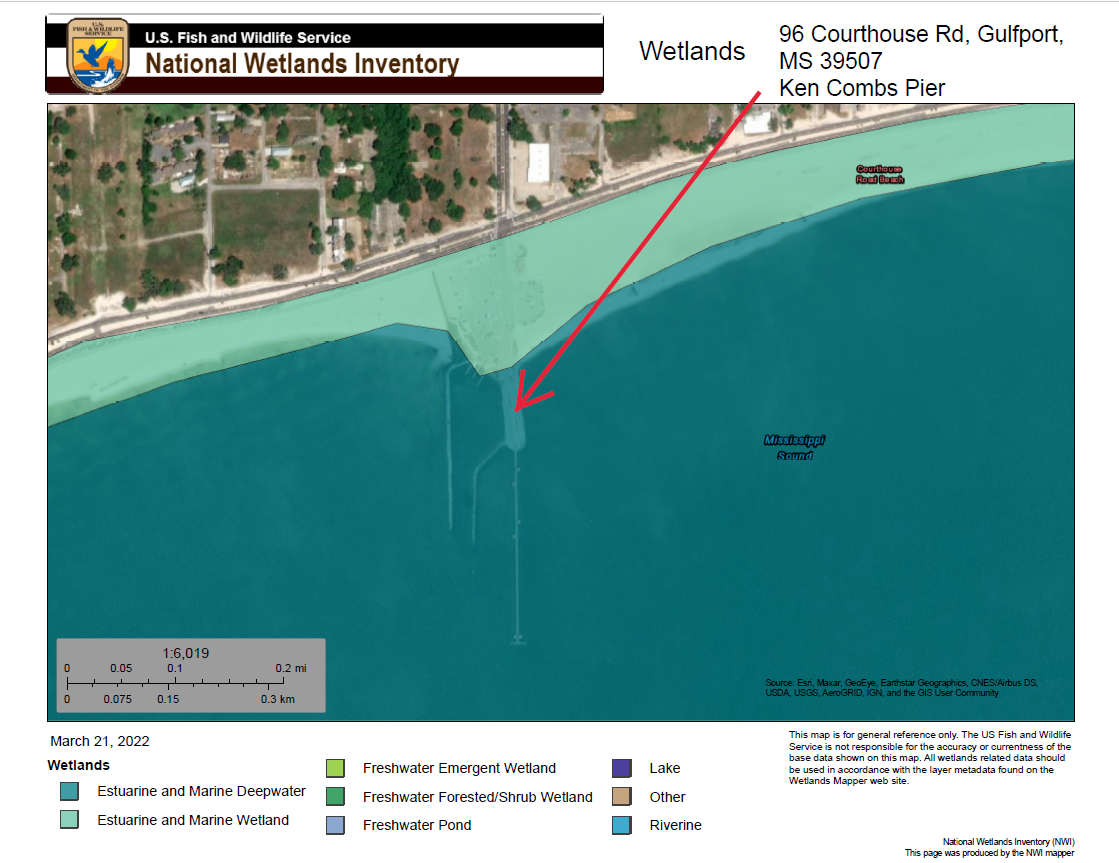 U.S.
FISH & WILDLIFE
SERVICE
U.S. Fish and Wildlife Service
National Wetlands Inventory
Wetlands
96 Courthouse Rd, Gulfport,
MS 39507
Ken Combs Pier
Courthouse
Road Beach
Mississippi
Sound
1:6,019
0 0.05 0.1 0.2 mi
0 0.075 0.15 0.3 km
Source: Esri, Maxar, GeoEye, Earthstar Geographics, CNES/Airbus DS,
USDA, USGS, AeroGRID, IGN, and the GIS User Community
March 21, 2022
Wetlands
Estuarine and Marine Deepwater
Estuarine and Marine Wetland
Freshwater Emergent Wetland
Freshwater Forested/Shrub Wetland
Freshwater Pond
Lake
Other
Riverine
This map is for general reference only. The US Fish and Wildlife
Service is not responsible for the accuracy or currentness of the
base data shown on this map. All wetlands related data should
be used in accordance with the layer metadata found on the
Wetlands Mapper web site.
National Wetlands Inventory (NWI)
This page was produced by the NWI mapper